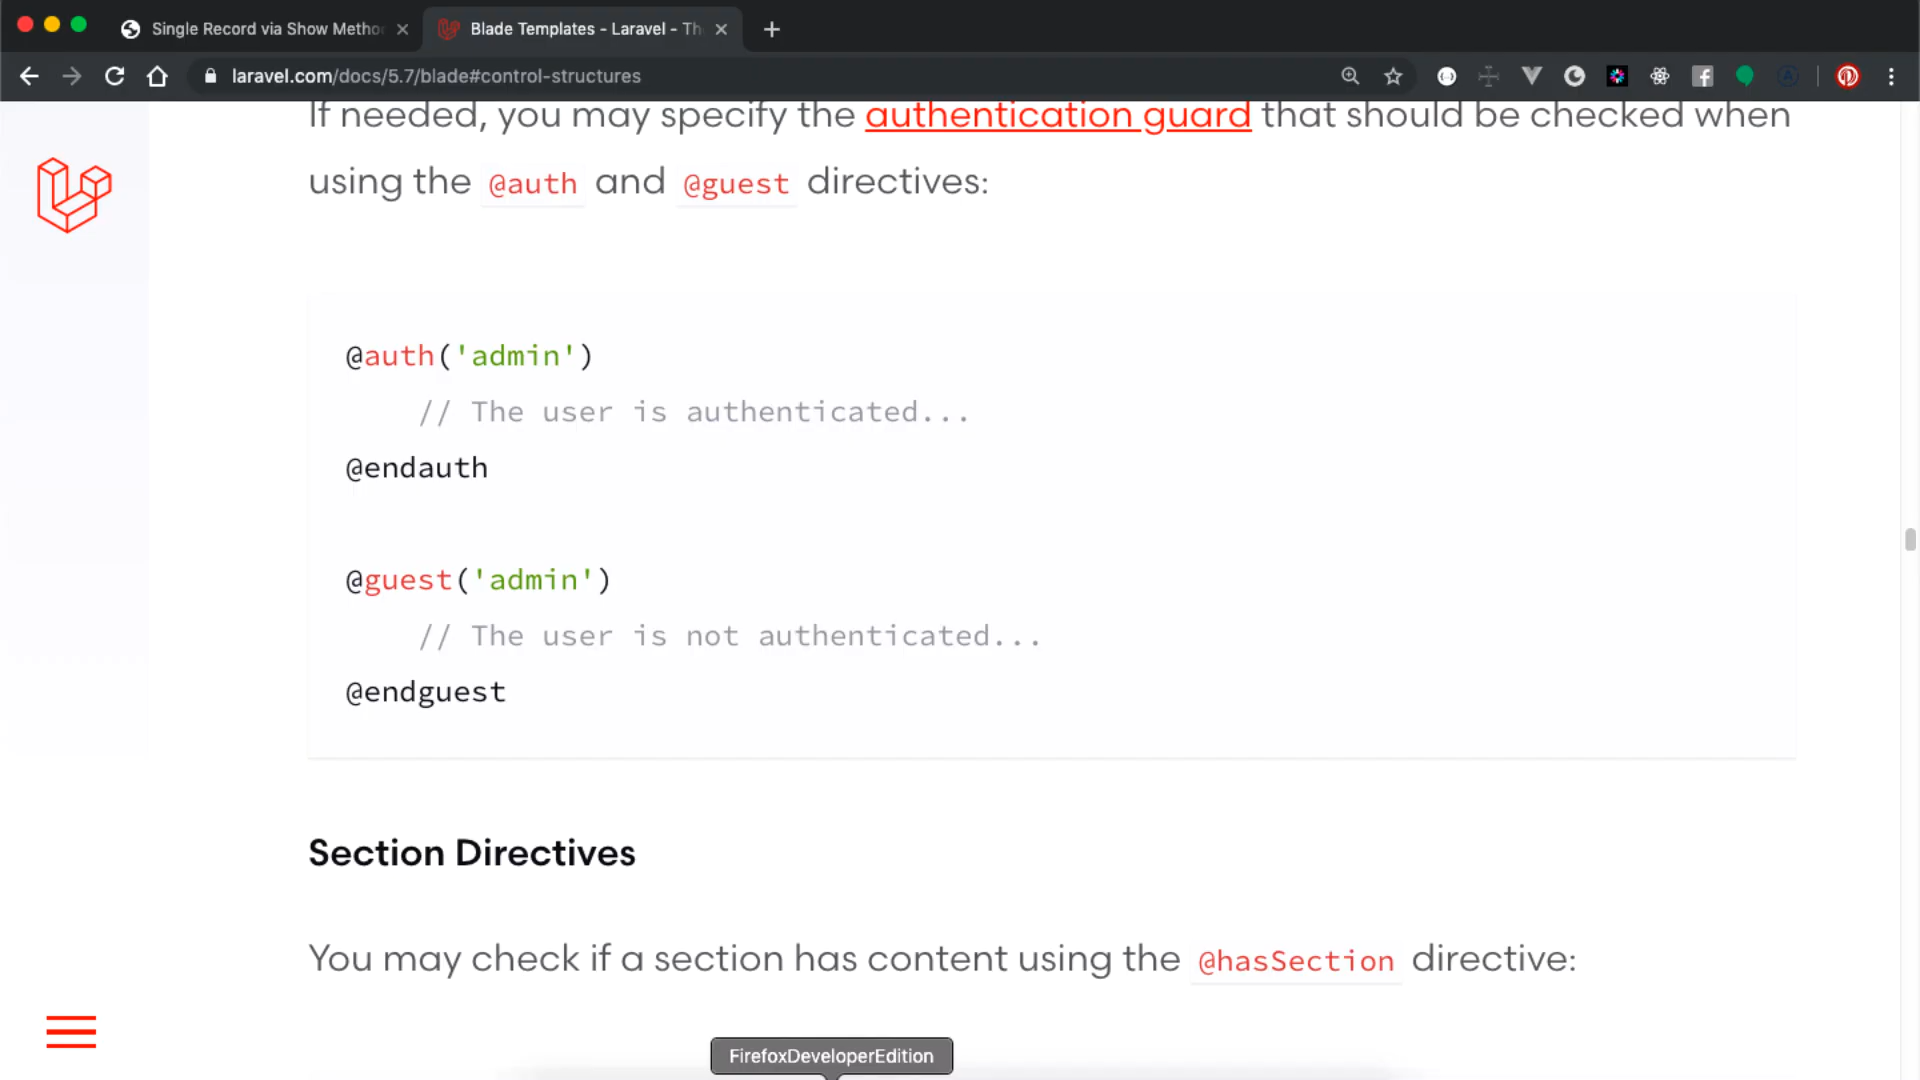 Single Record via Show Metho
Blade Templates - Laravel - Th
laravel.com/docs/5.7/blade#control-structures
If needed, you may specify the authentication guard that should be checked when
using the @auth and @guest directives:
@auth('admin')
// The user is authenticated...
@endauth
@guest('admin')
// The user is not authenticated...
@endguest
Section Directives
You may check if a section has content using the @hasSection directive:
FirefoxDeveloperEdition